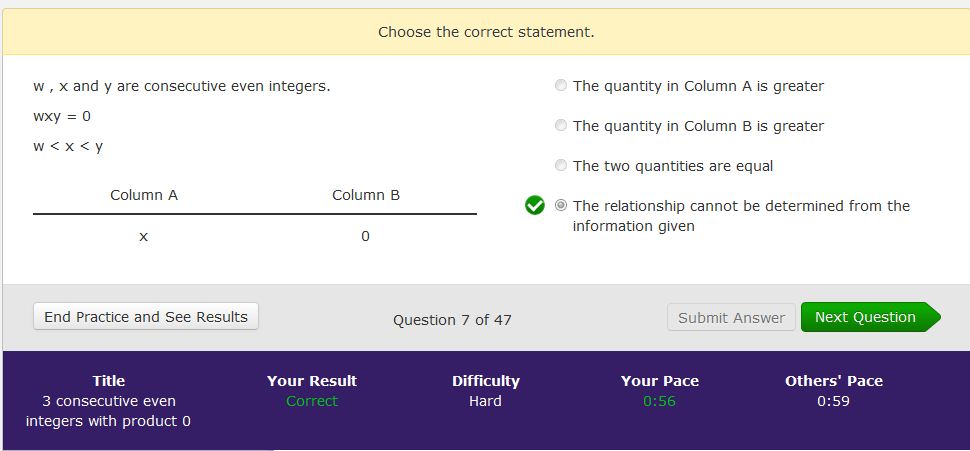 Choose the correct statement.
w , x and y are consecutive even integers.
wxy = 0
w < x < y
Column A Column B
x 0
The quantity in Column A is greater
The quantity in Column B is greater
The two quantities are equal
The relationship cannot be determined from the
information given
End Practice and See Results
Question 7 of 47
Submit Answer
Next Question
Title Your Result Difficulty Your Pace Others' Pace
3 consecutive even Correct Hard 0:56 0:59
integers with product 0